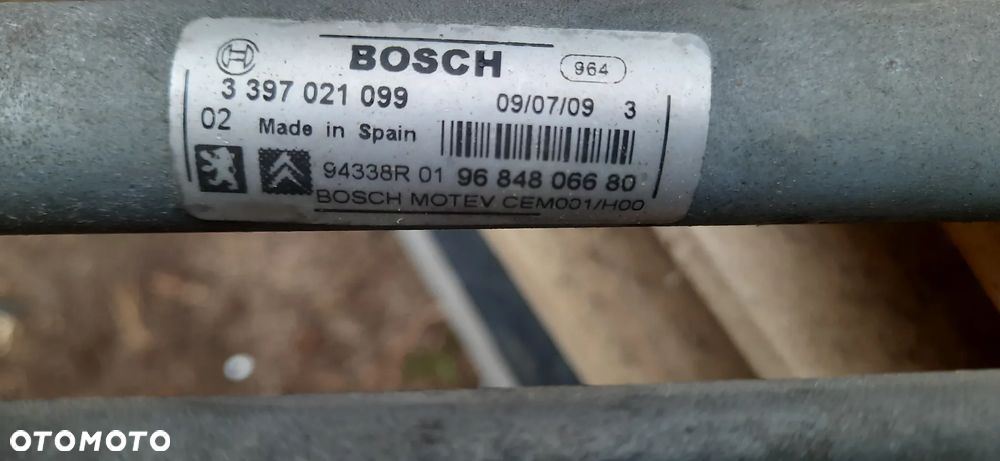 BOSCH 964
3 397 021 099 09/07/09 3
02 Made in Spain
94338R 01 96 848 066 80
BOSCH MOTEV CEM001/H00
OTOMOTO